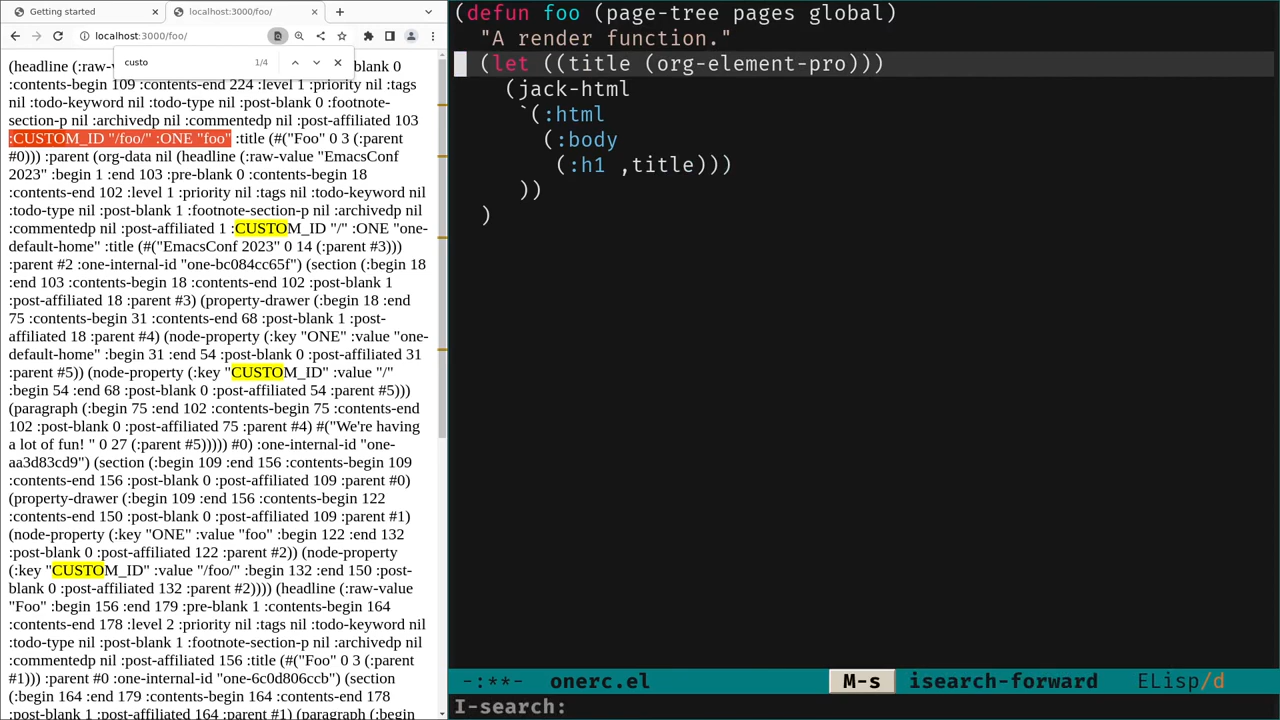 Getting started
localhost:3000/foo/
localhost:3000/foo/
custo
1/4
(headline (:raw-
0
:contents-begin 109 :contents-end 224 :level 1 :priority nil :tags
nil :todo-keyword nil :todo-type nil :post-blank 0 :footnote-
section-p nil :archivedp nil :commentedp nil :post-affiliated 103
:CUSTOM_ID "/foo/" :ONE "foo" :title (#("Foo" 0 3 (:parent
#0))) :parent (org-data nil (headline (:raw-value "EmacsConf
2023" :begin 1 :end 103 :pre-blank 0 :contents-begin 18
:contents-end 102 :level 1 :priority nil :tags nil :todo-keyword nil
:todo-type nil :post-blank 1 :footnote-section-p nil :archivedp nil
:commentedp nil :post-affiliated 1 :CUSTOM_ID "/" :ONE "one-
default-home" :title (#("EmacsConf 2023" 0 14 (:parent #3)))
:parent #2 :one-internal-id "one-bc084cc65f") (section (:begin 18
:end 103 :contents-begin 18 :contents-end 102 :post-blank 1
:post-affiliated 18 :parent #3) (property-drawer (:begin 18 :end
75 :contents-begin 31 :contents-end 68 :post-blank 1 :post-
affiliated 18 :parent #4) (node-property (:key "ONE" :value "one-
default-home" :begin 31 :end 54 :post-blank 0 :post-affiliated 31
:parent #5)) (node-property (:key "CUSTOM_ID" :value "/"
:begin 54 :end 68 :post-blank 0 :post-affiliated 54 :parent #5)))
(paragraph (:begin 75 :end 102 :contents-begin 75 :contents-end
102 :post-blank 0 :post-affiliated 75 :parent #4) #("We're having
a lot of fun! " 0 27 (:parent #5))))) #0) :one-internal-id "one-
aa3d83cd9") (section (:begin 109 :end 156 :contents-begin 109
:contents-end 156 :post-blank 0 :post-affiliated 109 :parent #0)
(property-drawer (:begin 109 :end 156 :contents-begin 122
:contents-end 150 :post-blank 0 :post-affiliated 109 :parent #1)
(node-property (:key "ONE" :value "foo" :begin 122 :end 132
:post-blank 0 :post-affiliated 122 :parent #2)) (node-property
(:key "CUSTOM_ID" :value "/foo/" :begin 132 :end 150 :post-
blank 0 :post-affiliated 132 :parent #2)))) (headline (:raw-value
"Foo" :begin 156 :end 179 :pre-blank 1 :contents-begin 164
:contents-end 178 :level 2 :priority nil :tags nil :todo-keyword nil
:todo-type nil :post-blank 1 :footnote-section-p nil :archivedp nil
:commentedp nil :post-affiliated 156 :title (#("Foo" 0 3 (:parent
#1))) :parent #0 :one-internal-id "one-6c0d806ccb") (section
(:begin 164 :end 179 :contents-begin 164 :contents-end 178
:post-blank 1 :post-affiliated 164 :parent #1) (paragraph (:begin
(defun foo (page-tree pages global)
"A render function."
(let ((title (org-element-pro)))
(jack-html
`(:html
(:body
(:h1 ,title)))
))
)
-:**- onerc.el M-s isearch-forward ELisp/d
I-search: